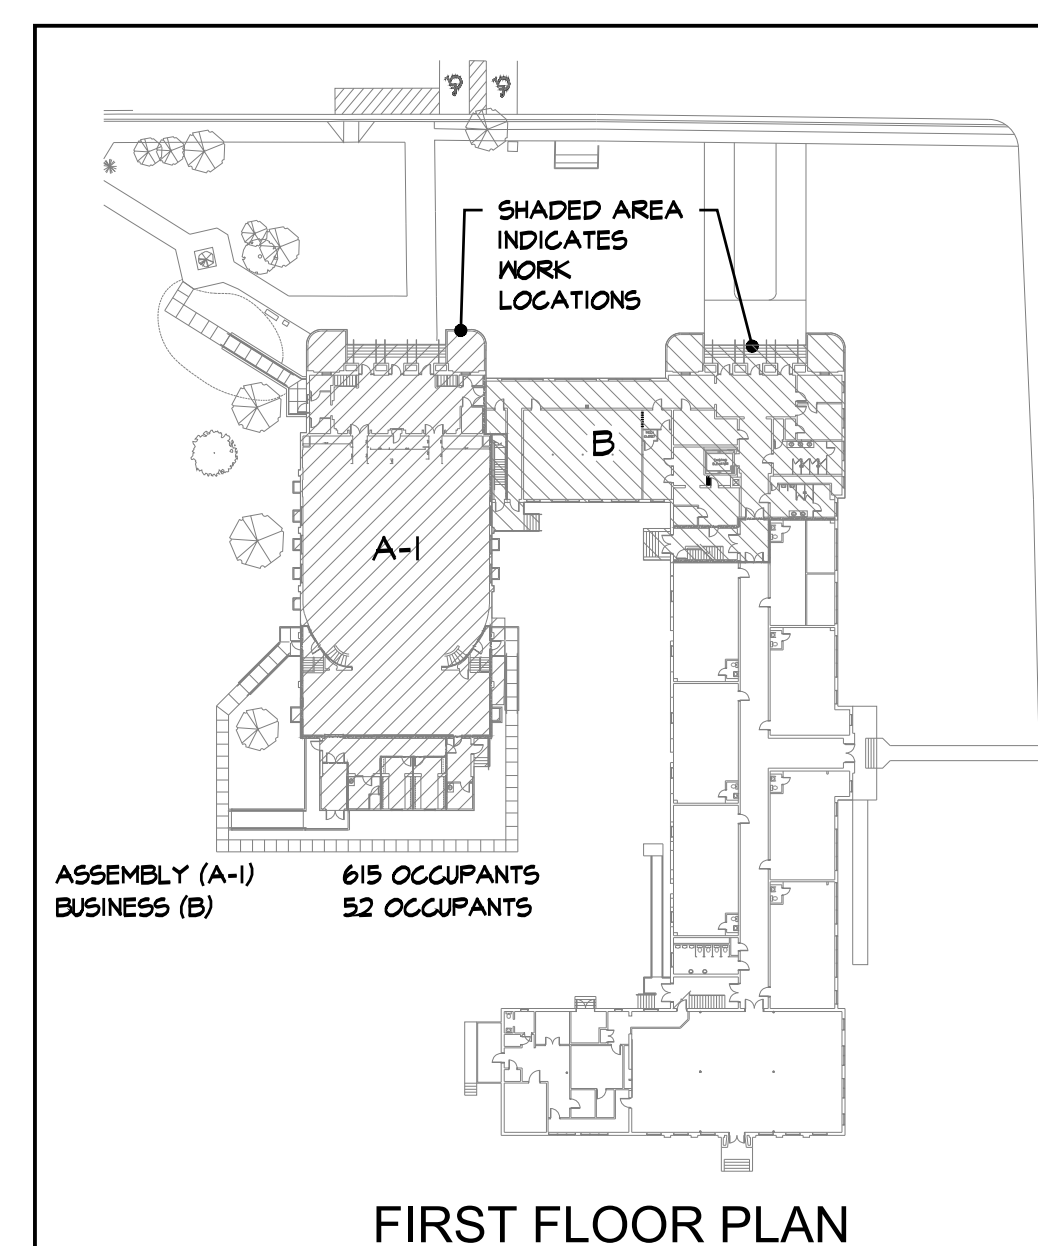 SHADED AREA
INDICATES
WORK
LOCATIONS
B
A-1
ASSEMBLY (A-1) 615 OCCUPANTS
BUSINESS (B) 52 OCCUPANTS
FIRST FLOOR PLAN